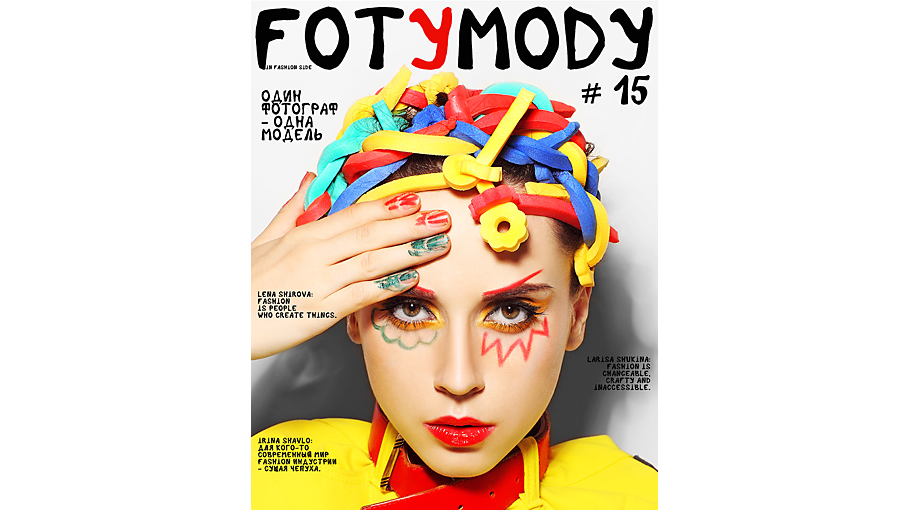 FOTYMODY
IN FASHION SIDE
# 15
ОДИН
ФОТОГРАФ
– ОДНА
МОДЕЛЬ
LENA SHIROVA:
FASHION
IS PEOPLE
WHO CREATE THINGS.
LARISA SHUKINA:
FASHION IS
CHANGEABLE,
CRAFTY AND
INACCESSIBLE.
IRINA SHAVLO:
ДЛЯ КОГО-ТО
СОВРЕМЕННЫЙ МИР
FASHION ИНДУСТРИИ
– СУШАЯ ЧЕПУХА.